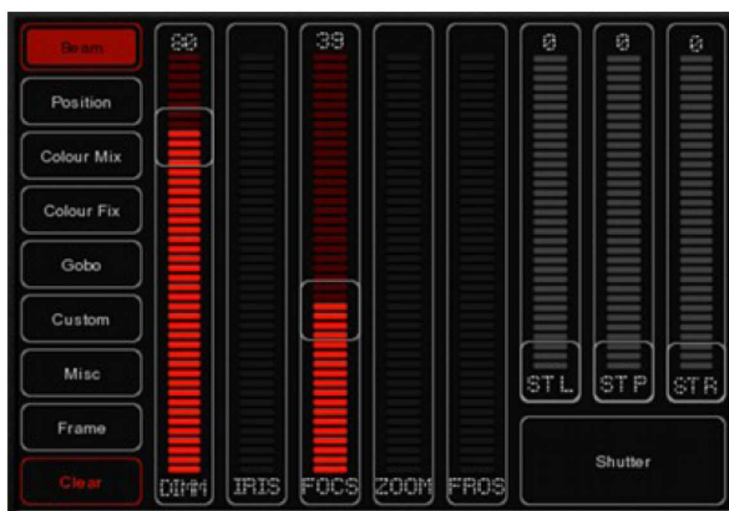 Beam
Position
Colour Mix
Colour Fix
Gobo
Custom
Misc
Frame
Clear
80
39
0
0
0
DIMM
IRIS
FOCS
ZOOM
FROS
STL
STP
STR
Shutter